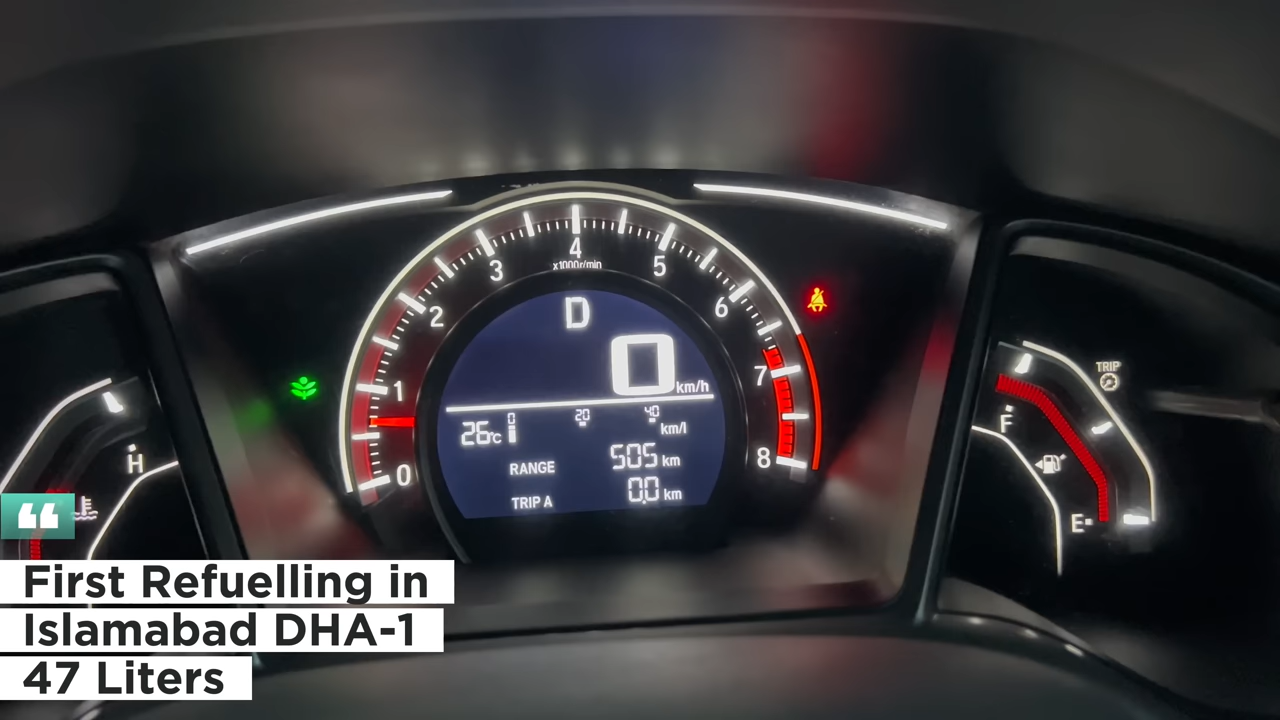 4
x1000r/min
3
5
2
6
1
7
0
8
D
0 km/h
0 20 40
26°C km/l
RANGE 505 km
TRIP A 0.0 km
H
TRIP
F
E
“
First Refuelling in
Islamabad DHA-1
47 Liters